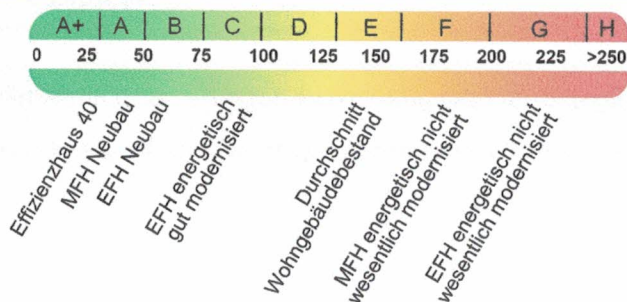 A+ A B C D E F G H
0 25 50 75 100 125 150 175 200 225 >250
Effizienzhaus 40
MFH Neubau
EFH Neubau
EFH energetisch
gut modernisiert
Durchschnitt
Wohngebäudebestand
MFH energetisch nicht
wesentlich modernisiert
EFH energetisch nicht
wesentlich modernisiert